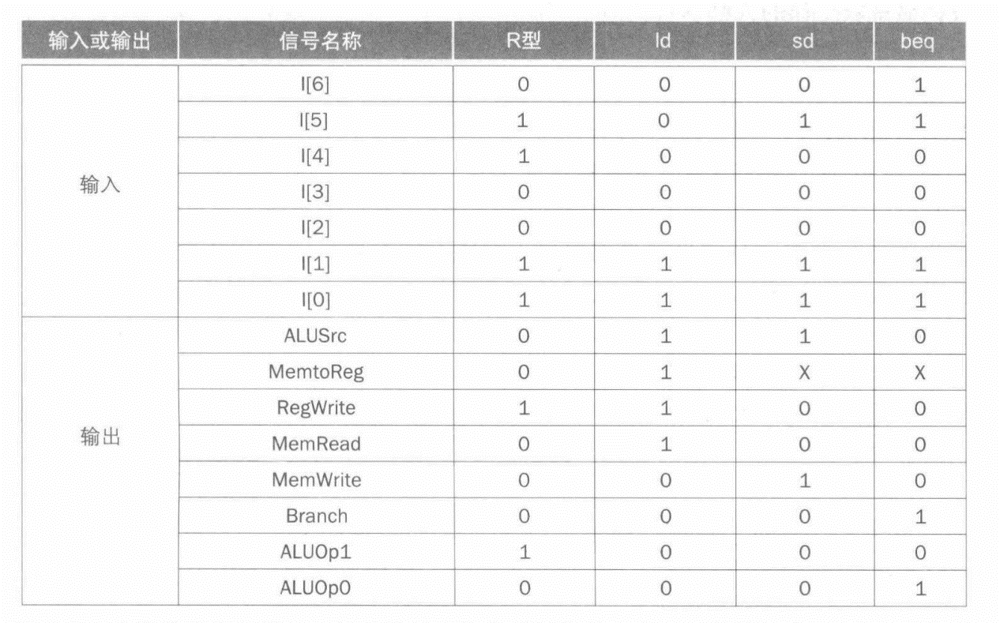 输入或输出 信号名称 R型 ld sd beq
输入 I[6] 0 0 0 1
I[5] 1 0 1 1
I[4] 1 0 0 0
I[3] 0 0 0 0
I[2] 0 0 0 0
I[1] 1 1 1 1
I[0] 1 1 1 1
输出 ALUSrc 0 1 1 0
MemtoReg 0 1 X X
RegWrite 1 1 0 0
MemRead 0 1 0 0
MemWrite 0 0 1 0
Branch 0 0 0 1
ALUOp1 1 0 0 0
ALUOp0 0 0 0 1